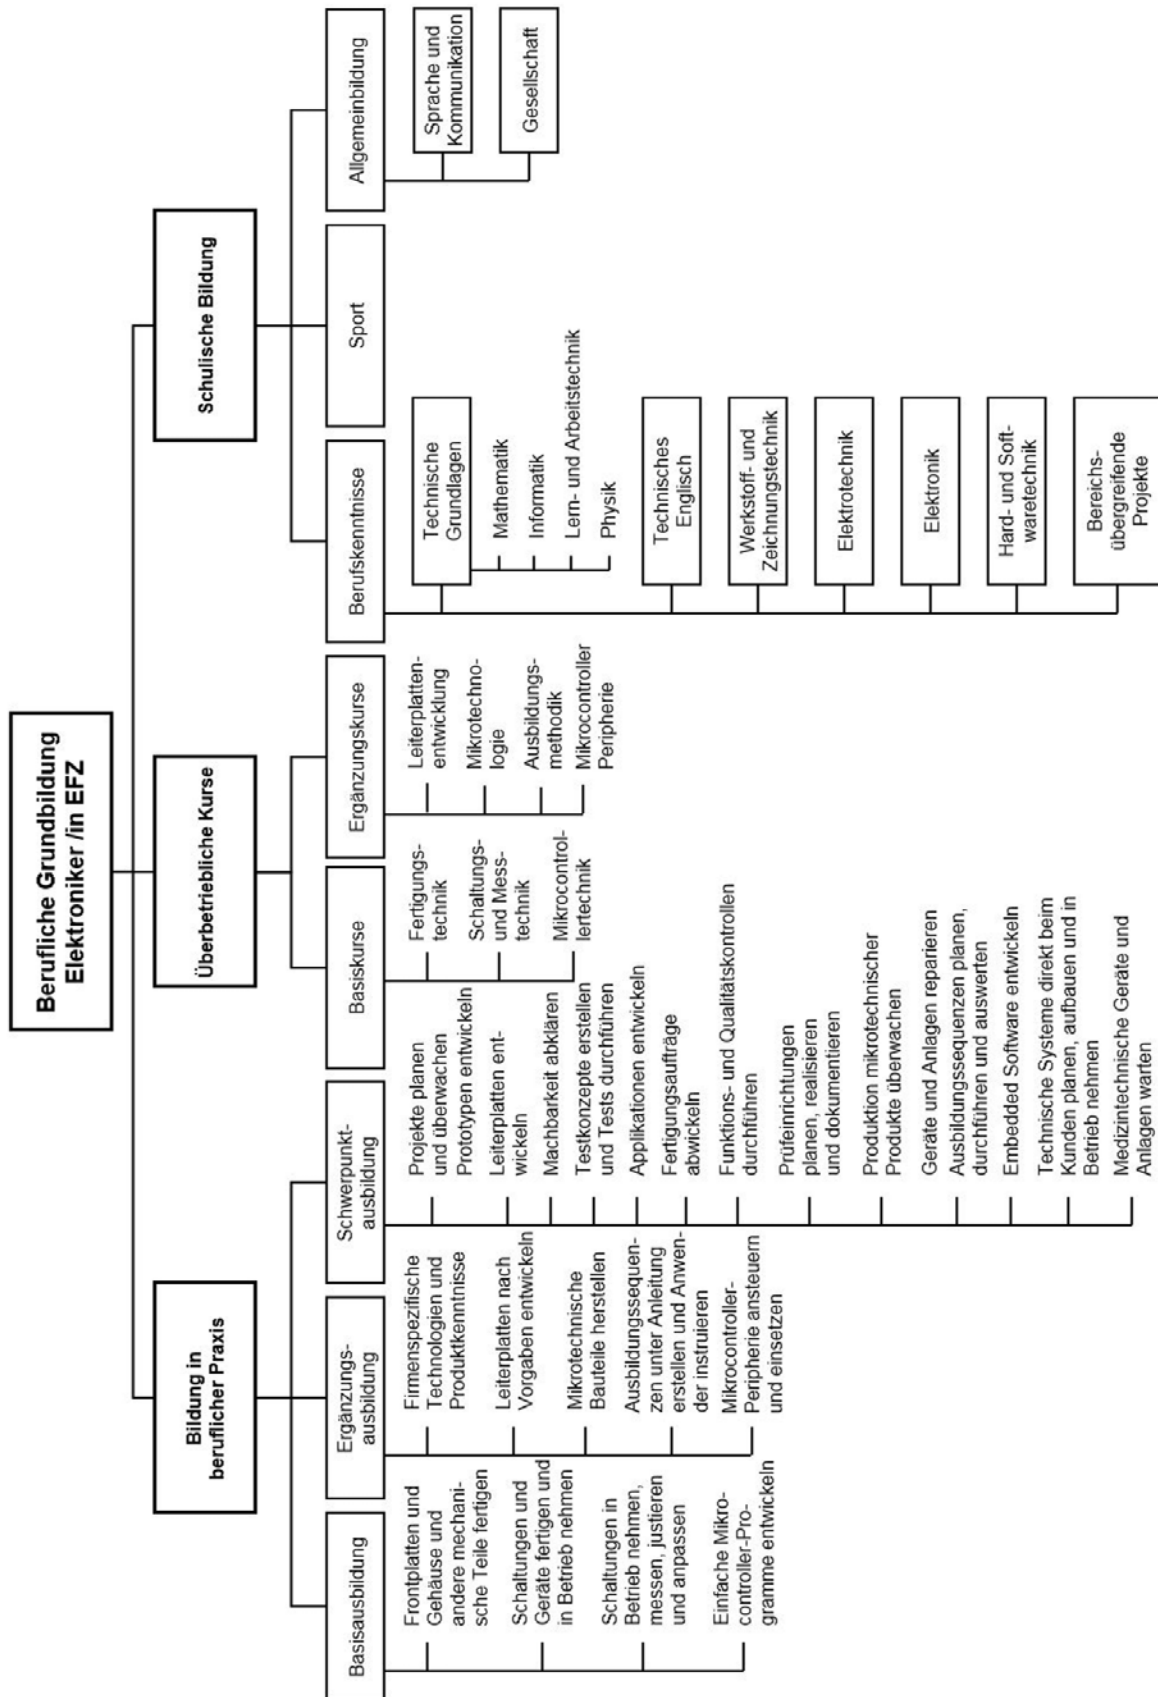 Berufliche Grundbildung
Elektroniker /in EFZ
Bildung in
beruflicher Praxis
Überbetriebliche Kurse
Schulische Bildung
Basisausbildung
Ergänzungs-
ausbildung
Schwerpunkt-
ausbildung
Basiskurse
Ergänzungskurse
Berufskenntnisse
Sport
Allgemeinbildung
Frontplatten und
Gehäuse und
andere mechani-
sche Teile fertigen
Schaltungen und
Geräte fertigen und
in Betrieb nehmen
Schaltungen in
Betrieb nehmen,
messen, justieren
und anpassen
Einfache Mikro-
controller-Pro-
gramme entwickeln
Firmenspezifische
Technologien und
Produktkenntnisse
Leiterplatten nach
Vorgaben entwickeln
Mikrotechnische
Bauteile herstellen
Ausbildungssequen-
zen unter Anleitung
erstellen und Anwen-
der instruieren
Mikrocontroller-
Peripherie ansteuern
und einsetzen
Projekte planen
und überwachen
Prototypen entwickeln
Leiterplatten ent-
wickeln
Machbarkeit abklären
Testkonzepte erstellen
und Tests durchführen
Applikationen entwickeln
Fertigungsaufträge
abwickeln
Funktions- und Qualitätskontrollen
durchführen
Prüfeinrichtungen
planen, realisieren
und dokumentieren
Produktion mikrotechnischer
Produkte überwachen
Geräte und Anlagen reparieren
Ausbildungssequenzen planen,
durchführen und auswerten
Embedded Software entwickeln
Technische Systeme direkt beim
Kunden planen, aufbauen und in
Betrieb nehmen
Medizintechnische Geräte und
Anlagen warten
Fertigungs-
technik
Schaltungs-
und Mess-
technik
Mikrocontrol-
lertechnik
Leiterplatten-
entwicklung
Mikrotechno-
logie
Ausbildungs-
methodik
Mikrocontroller
Peripherie
Technische
Grundlagen
Mathematik
Informatik
Lern- und Arbeitstechnik
Physik
Technisches
Englisch
Werkstoff- und
Zeichnungstechnik
Elektrotechnik
Elektronik
Hard- und Soft-
waretechnik
Bereichs-
übergreifende
Projekte
Sprache und
Kommunikation
Gesellschaft